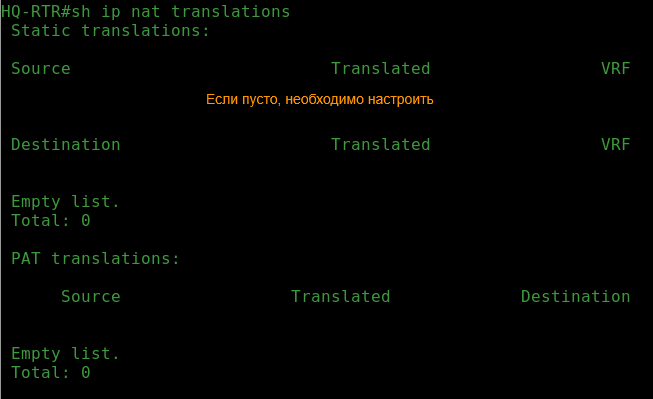 HQ-RTR#sh ip nat translations
Static translations:
Source Translated VRF
Если пусто, необходимо настроить
Destination Translated VRF
Empty list.
Total: 0
PAT translations:
Source Translated Destination
Empty list.
Total: 0